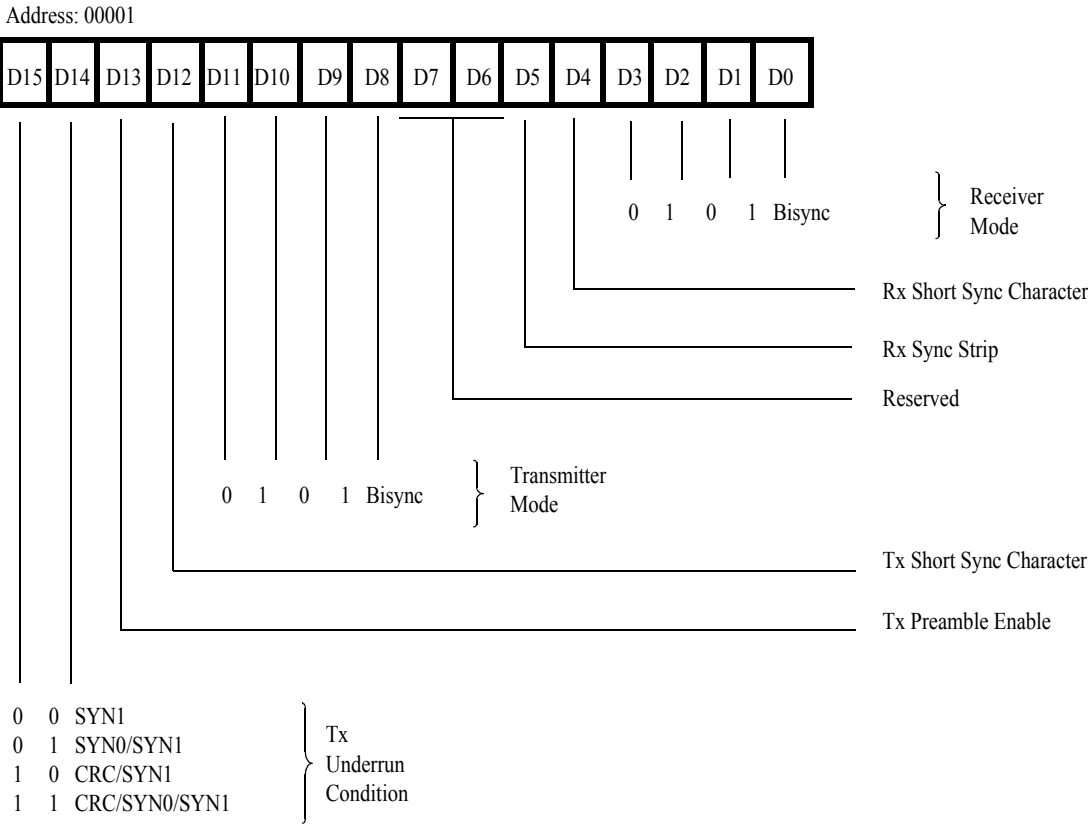 Address: 00001
D15 D14 D13 D12 D11 D10 D9 D8 D7 D6 D5 D4 D3 D2 D1 D0
0 1 0 1 Bisync
Receiver
Mode
Rx Short Sync Character
Rx Sync Strip
Reserved
0 1 0 1 Bisync
Transmitter
Mode
Tx Short Sync Character
Tx Preamble Enable
0 0 SYN1
0 1 SYN0/SYN1
1 0 CRC/SYN1
1 1 CRC/SYN0/SYN1
Tx
Underrun
Condition